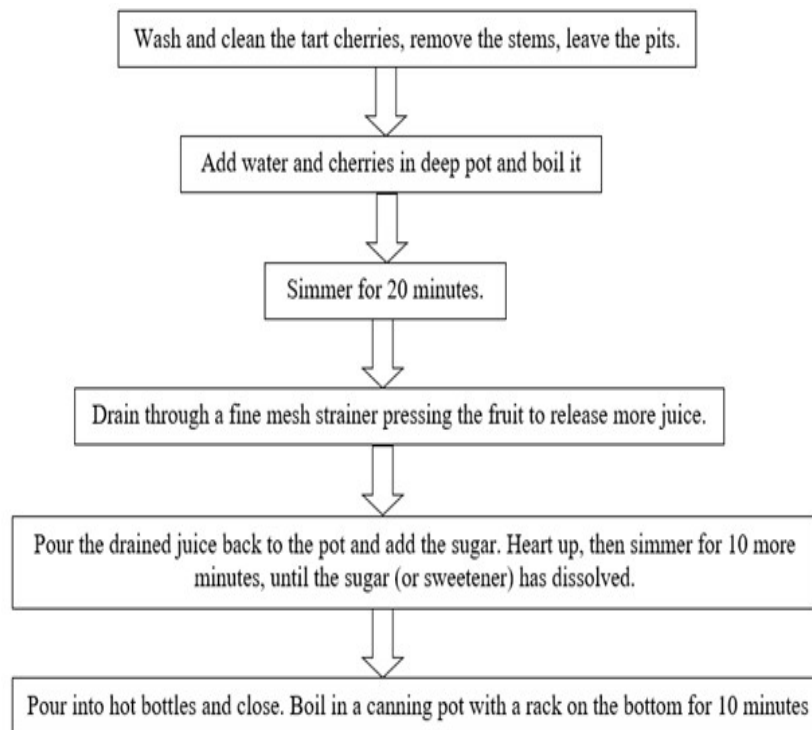 Wash and clean the tart cherries, remove the stems, leave the pits.
Add water and cherries in deep pot and boil it
Simmer for 20 minutes.
Drain through a fine mesh strainer pressing the fruit to release more juice.
Pour the drained juice back to the pot and add the sugar. Heart up, then simmer for 10 more
minutes, until the sugar (or sweetener) has dissolved.
Pour into hot bottles and close. Boil in a canning pot with a rack on the bottom for 10 minutes